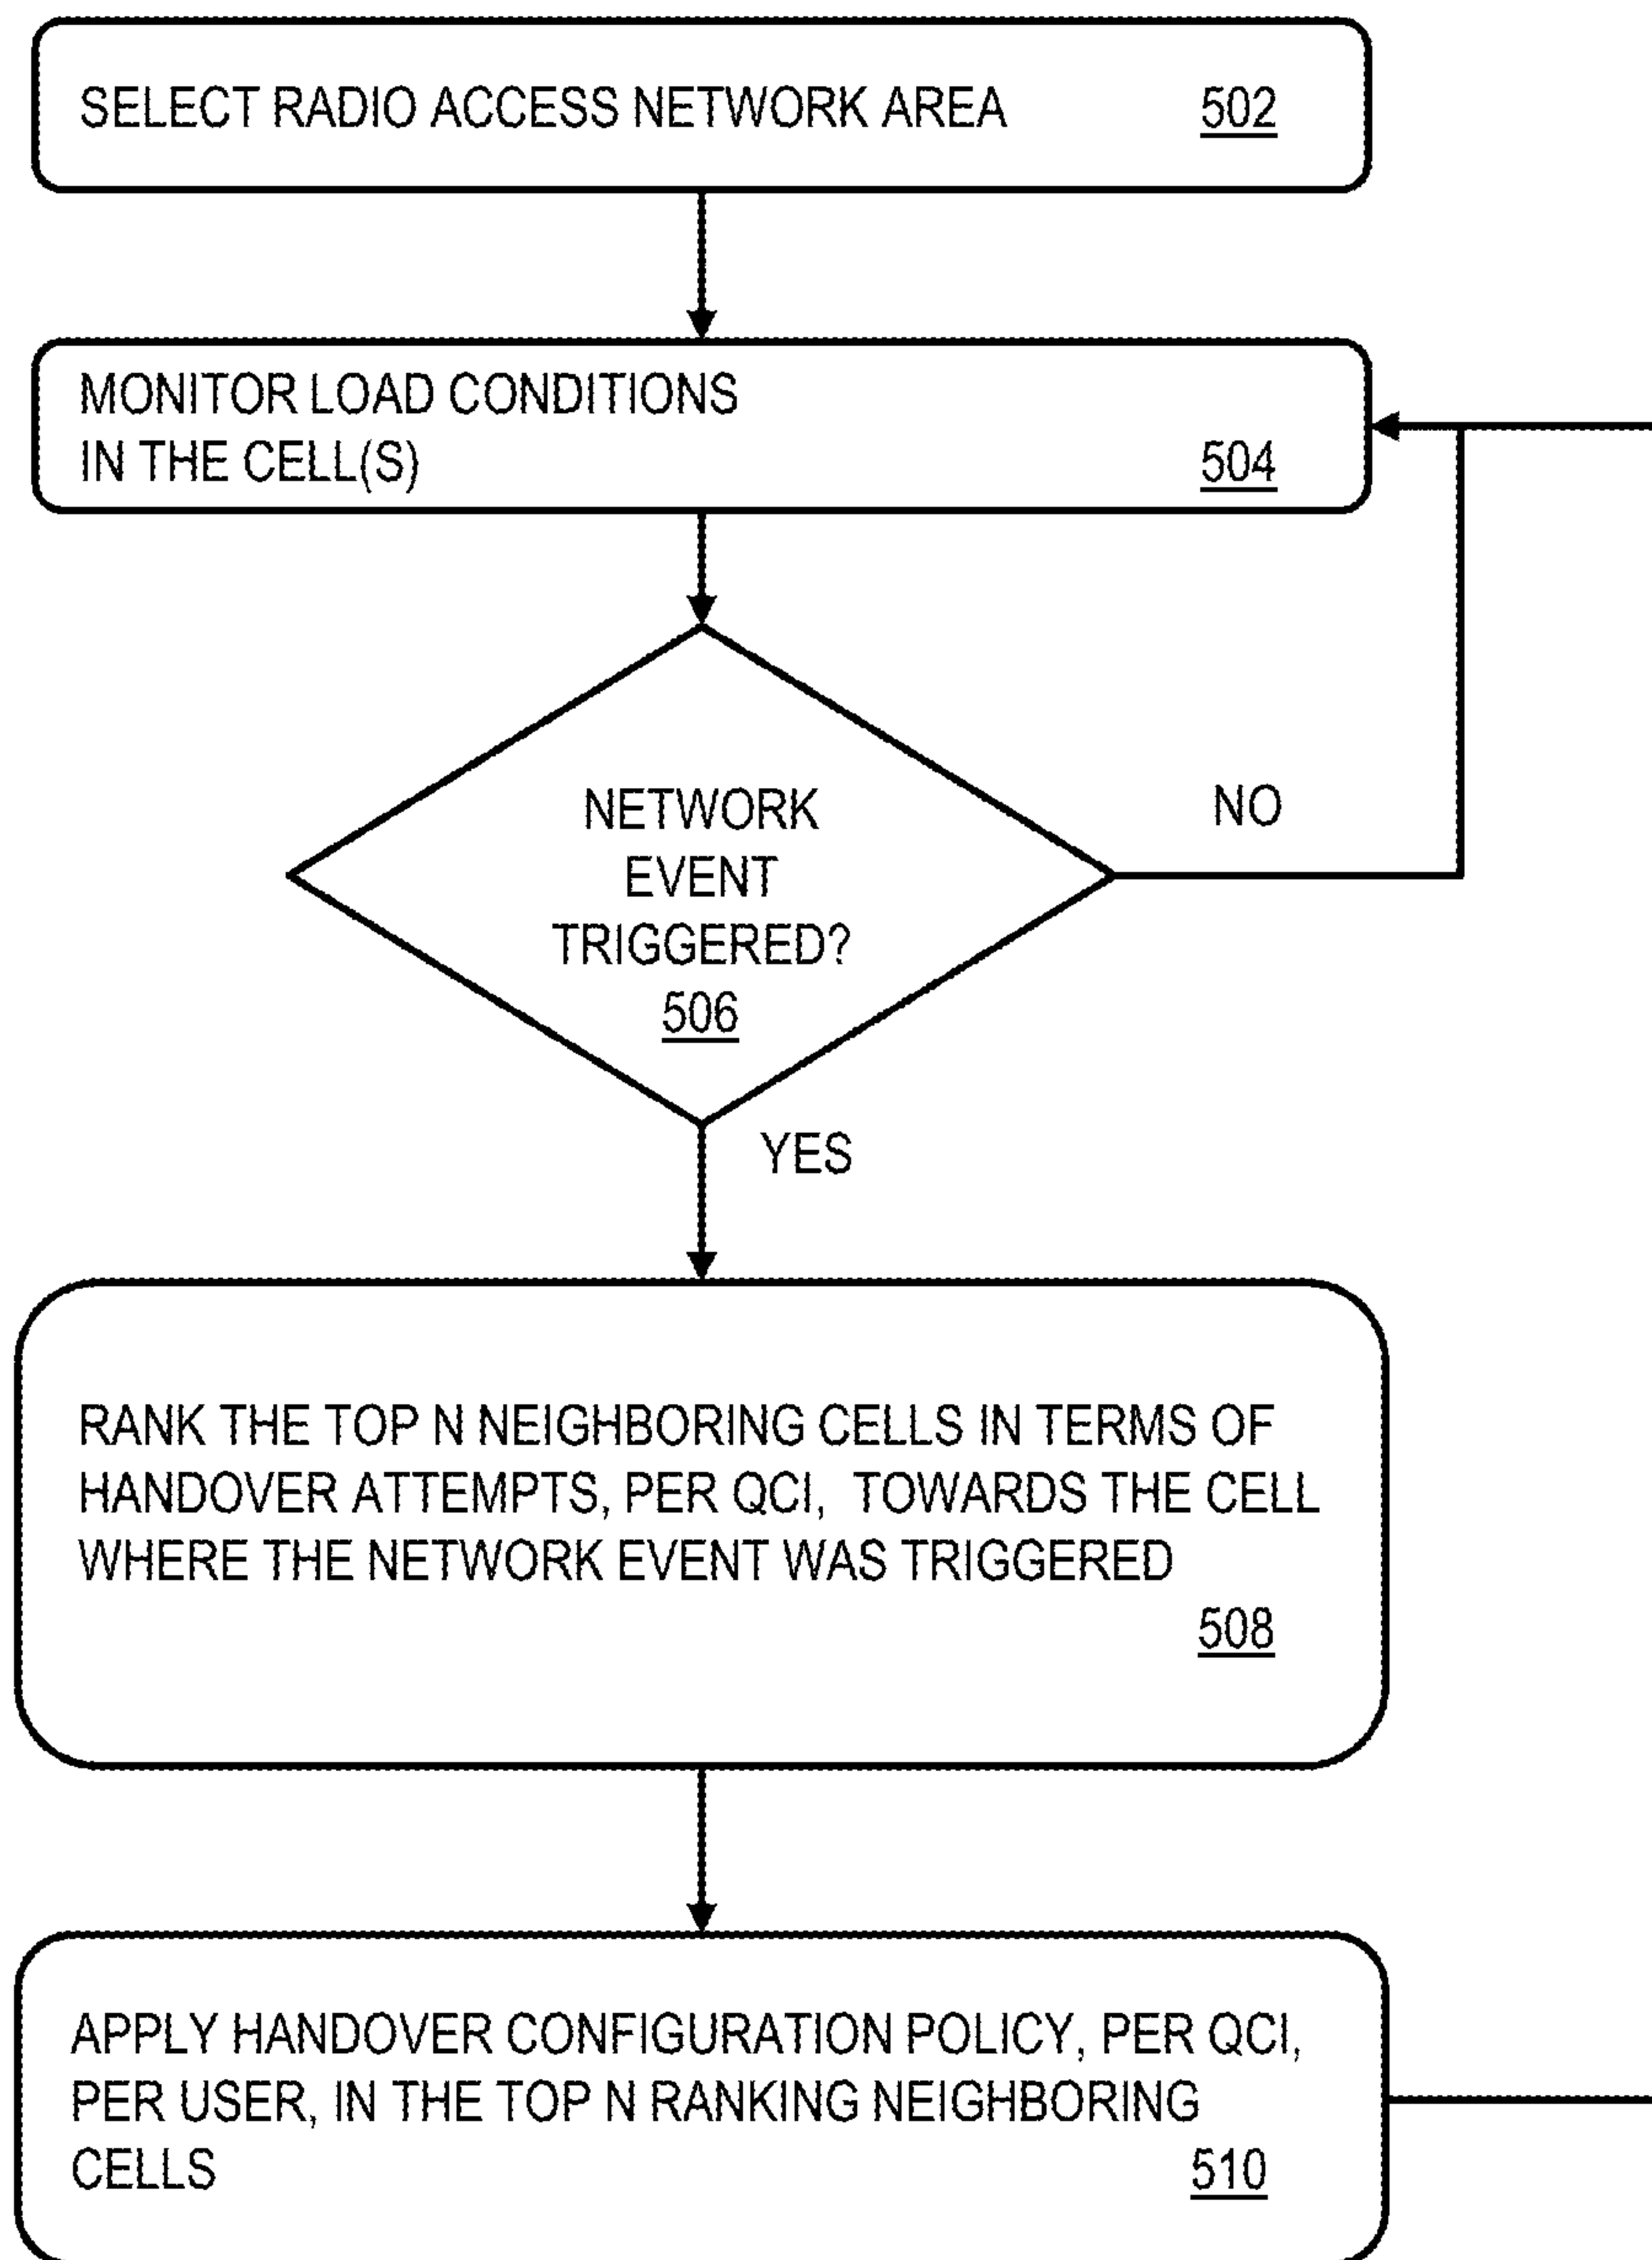 SELECT RADIO ACCESS NETWORK AREA 502
MONITOR LOAD CONDITIONS
IN THE CELL(S) 504
NETWORK
EVENT
TRIGGERED?
506
NO
YES
RANK THE TOP N NEIGHBORING CELLS IN TERMS OF
HANDOVER ATTEMPTS, PER QCI, TOWARDS THE CELL
WHERE THE NETWORK EVENT WAS TRIGGERED
508
APPLY HANDOVER CONFIGURATION POLICY, PER QCI,
PER USER, IN THE TOP N RANKING NEIGHBORING
CELLS 510